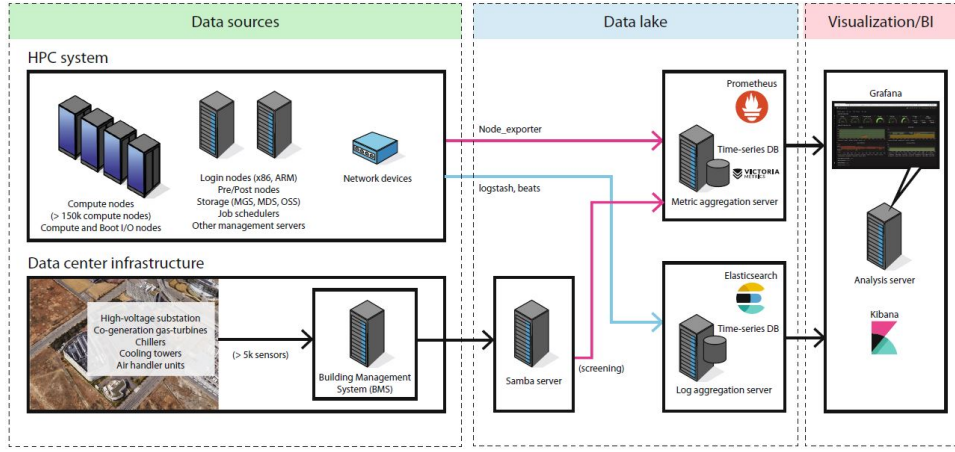 Data sources
Data lake
Visualization/BI
HPC system
Compute nodes
(> 150k compute nodes)
Compute and Boot I/O nodes
Login nodes (x86, ARM)
Pre/Post nodes
Storage (MGS, MDS, OSS)
Job schedulers
Other management servers
Network devices
Node_exporter
logstash, beats
Prometheus
Time-series DB
VICTORIA
METRICS
Metric aggregation server
Grafana
Analysis server
Kibana
Data center infrastructure
High-voltage substation
Co-generation gas-turbines
Chillers
Cooling towers
Air handler units
(> 5k sensors)
Building Management
System (BMS)
Samba server
(screening)
Elasticsearch
Time-series DB
Log aggregation server